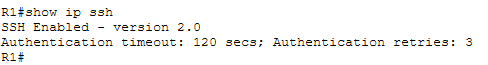 R1#show ip ssh
SSH Enabled - version 2.0
Authentication timeout: 120 secs; Authentication retries: 3
R1#